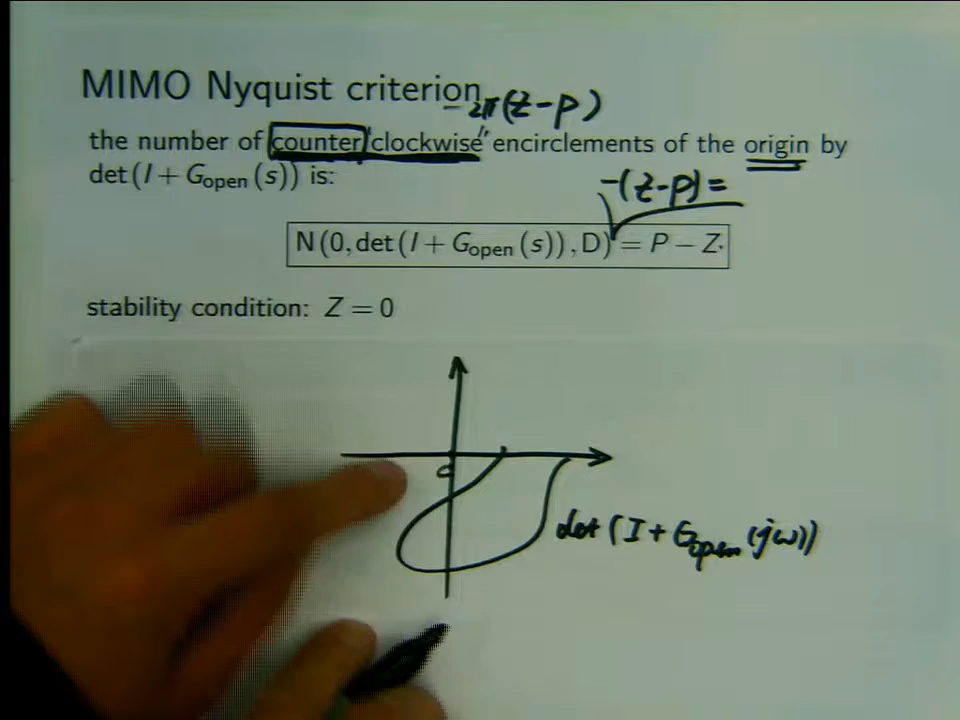 MIMO Nyquist criterion
-2π(z-p)
the number of counter "clockwise" encirclements of the origin by
det(I + Gopen(s)) is:
-(z-p) =
N(0, det(I + Gopen(s)), D) = P − Z.
stability condition: Z = 0
0
det(I + Gopen(jω))